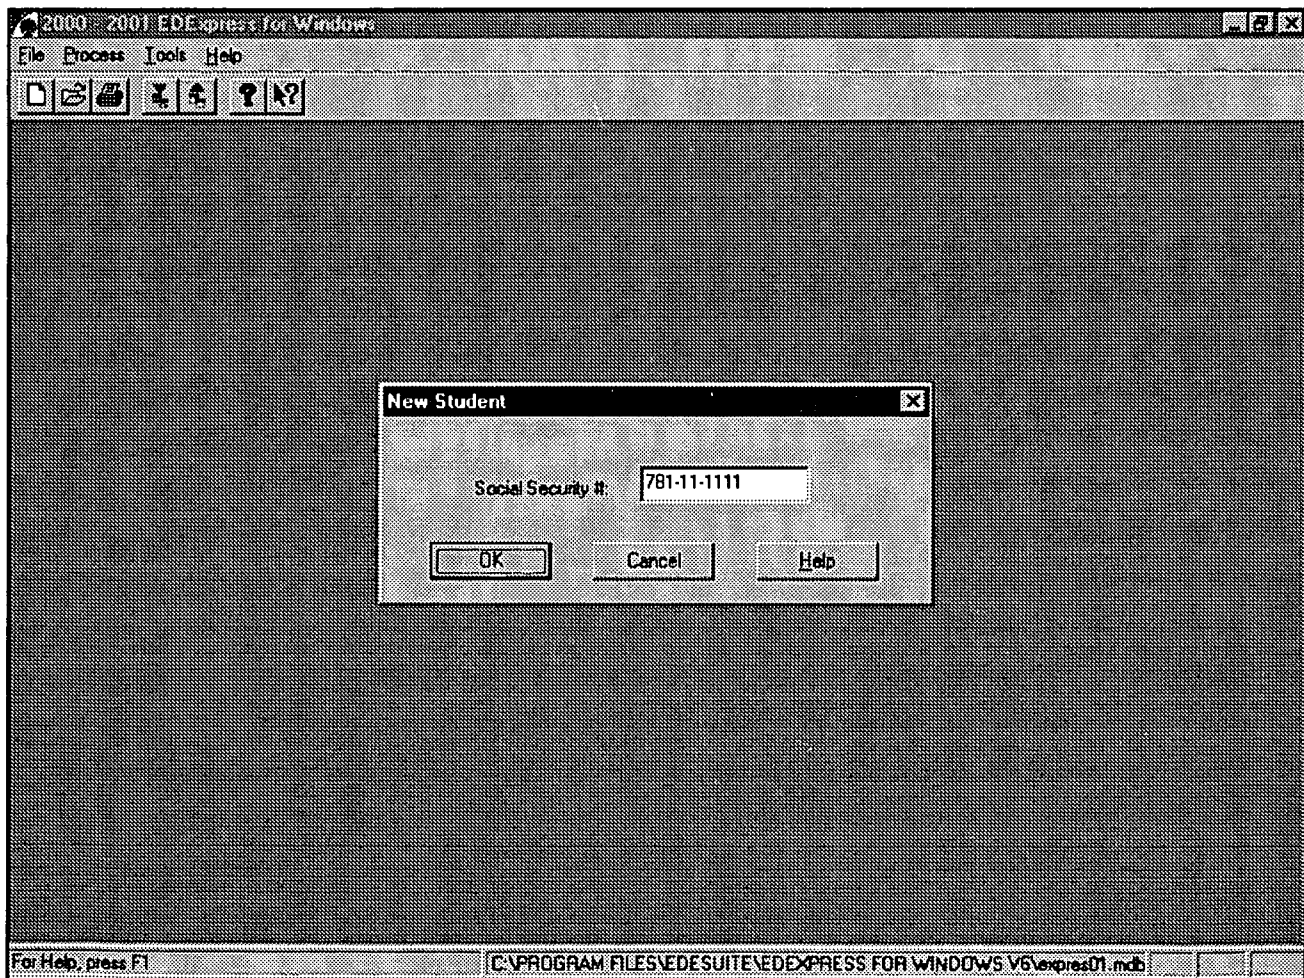 2000 - 2001 EDExpress for Windows
File Process Tools Help
New Student
Social Security #: 781-11-1111
OK Cancel Help
For Help, press F1 C:\PROGRAM FILES\EDESUITE\EDEXPRESS FOR WINDOWS V6\expres01.mdb